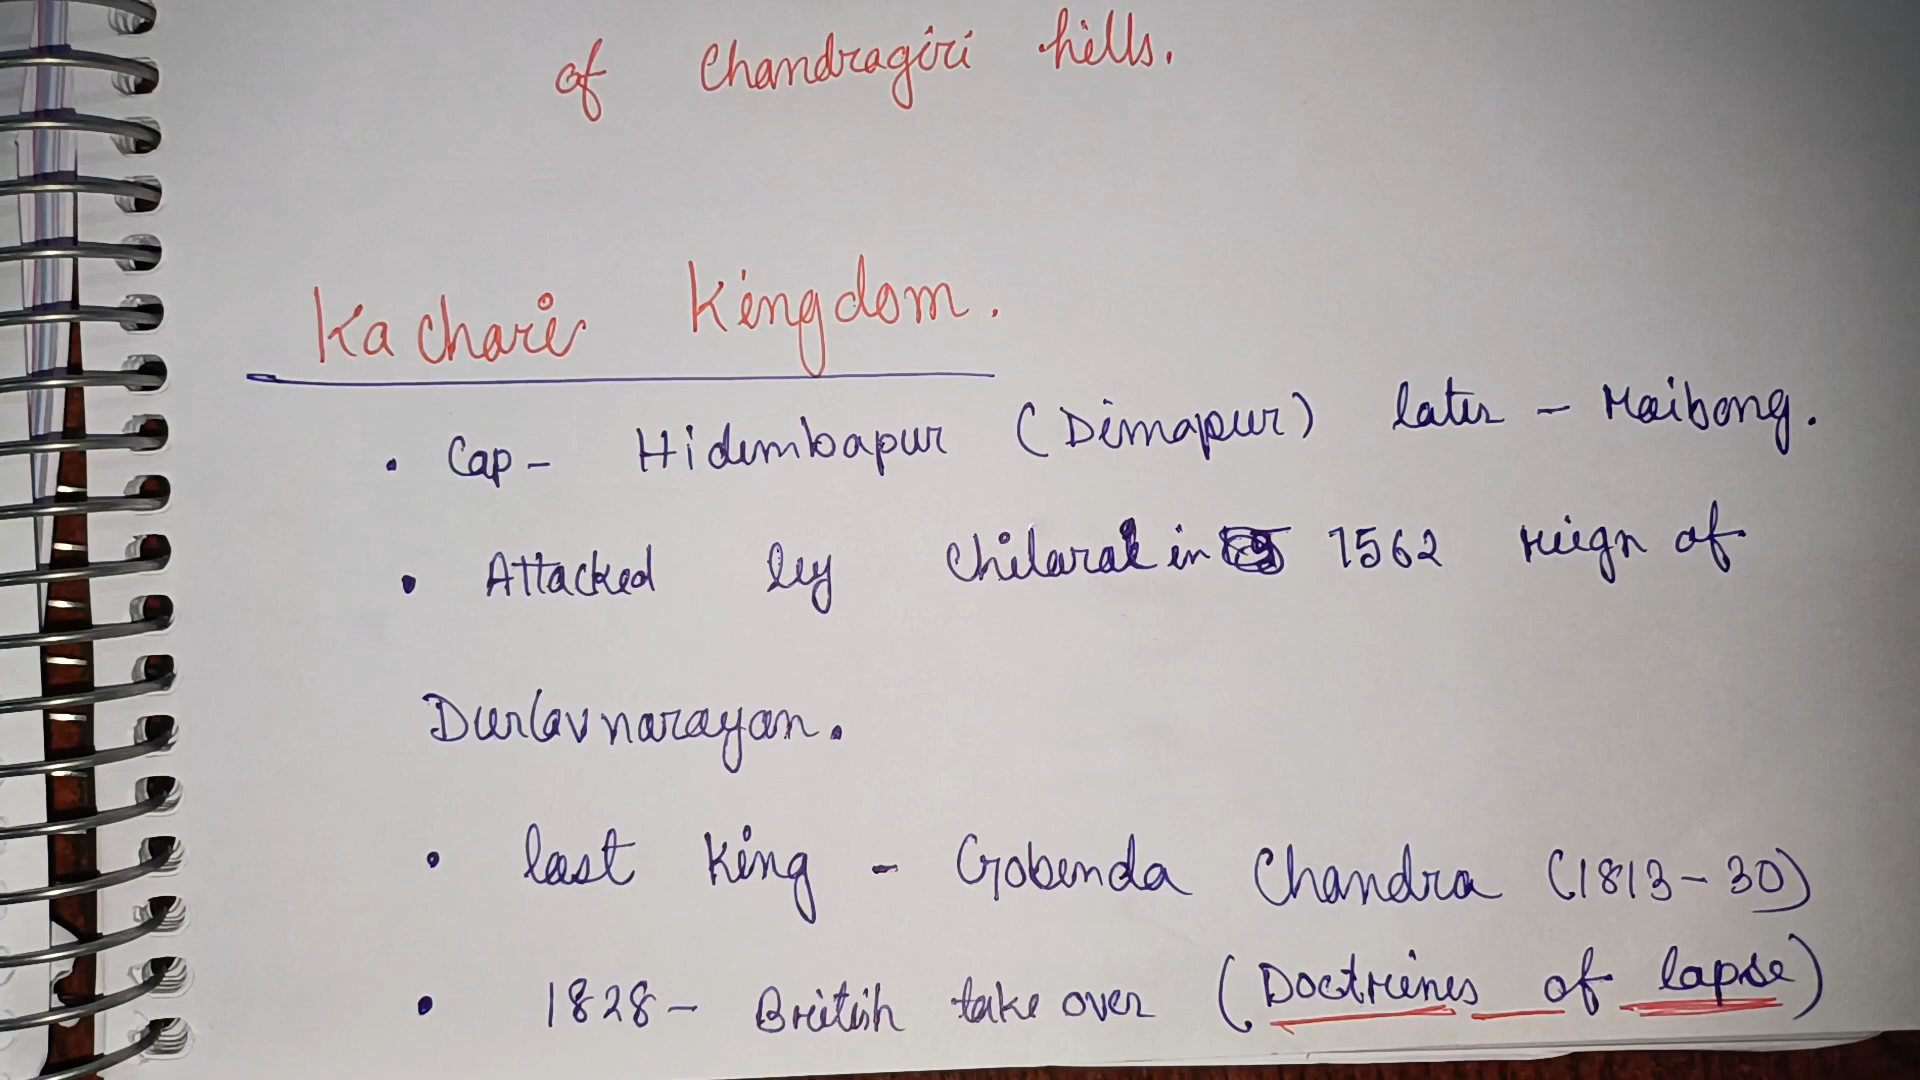 of Chandragiri hills.
Kachari Kingdom.
• Cap - Hidimbapur (Dimapur) later - Maibong.
• Attacked by Chilarai in 1562 reign of
Durlavnarayan.
• last King - Gobinda Chandra (1813-30)
• 1828 - British take over (Doctrines of lapse)